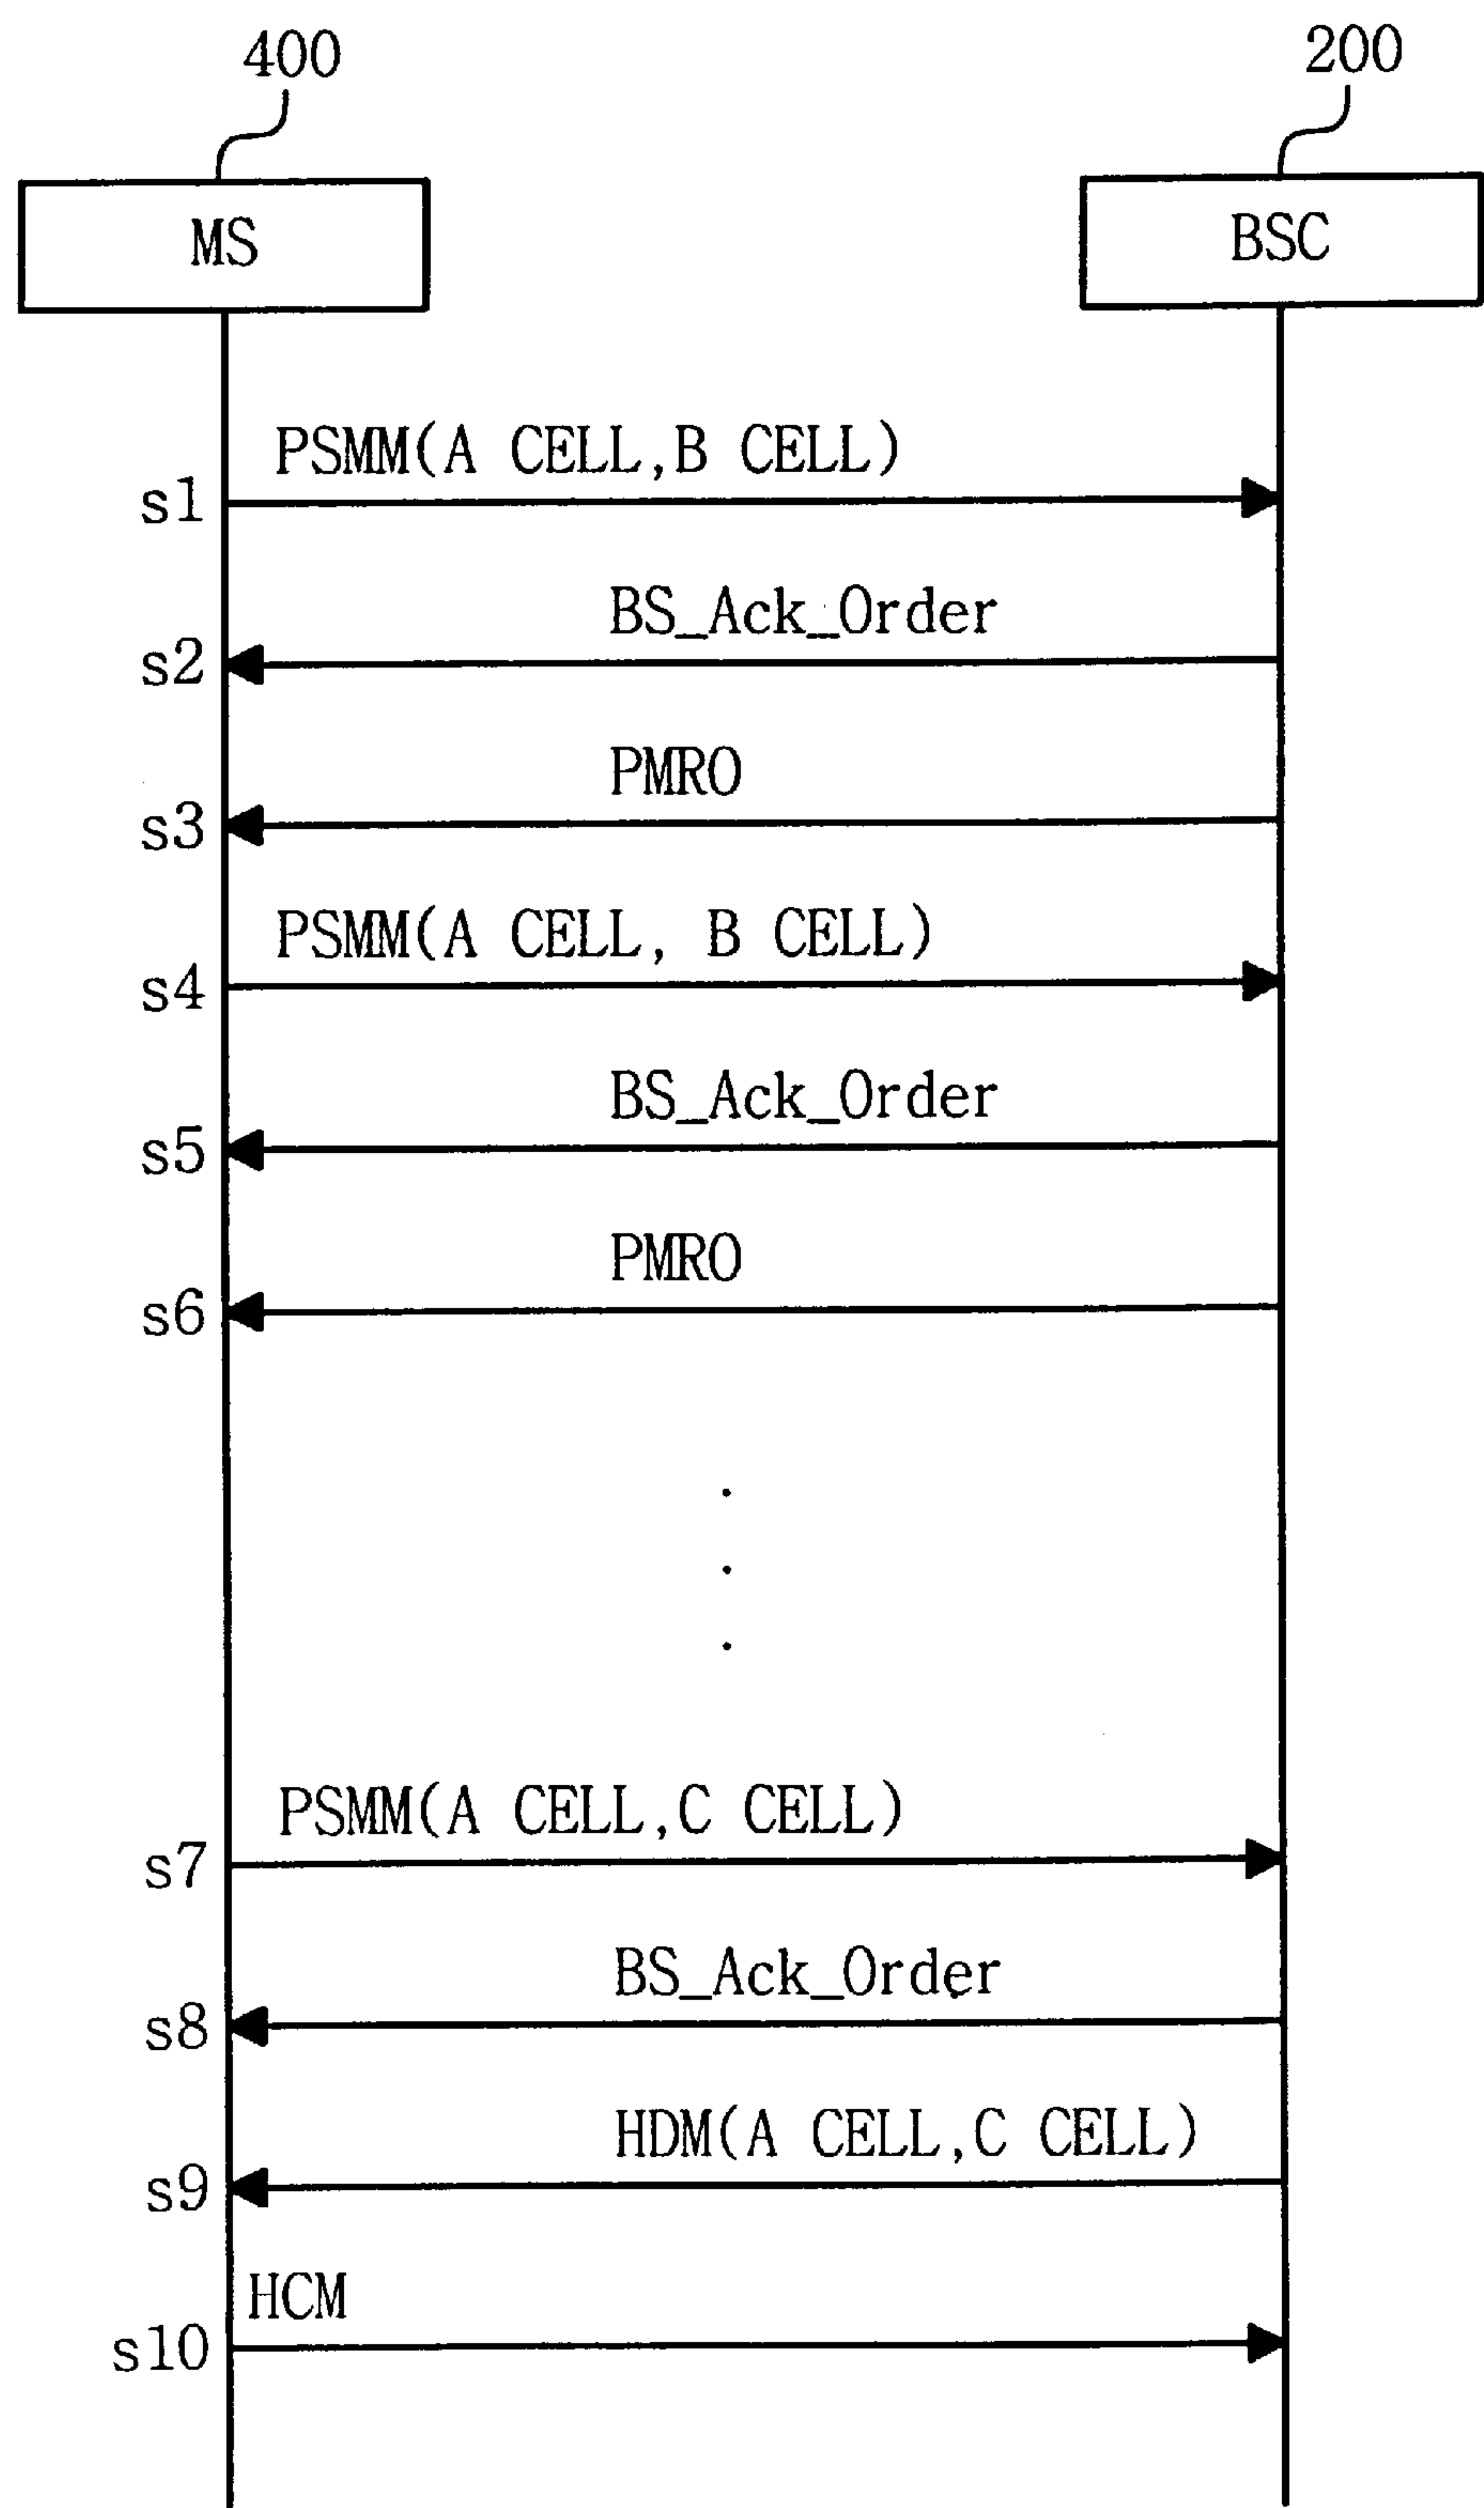 400
200
MS
BSC
PSMM(A CELL,B CELL)
s1
BS_Ack_Order
s2
PMRO
s3
PSMM(A CELL, B CELL)
s4
BS_Ack_Order
s5
PMRO
s6
PSMM(A CELL,C CELL)
s7
BS_Ack_Order
s8
HDM(A CELL,C CELL)
s9
HCM
s10